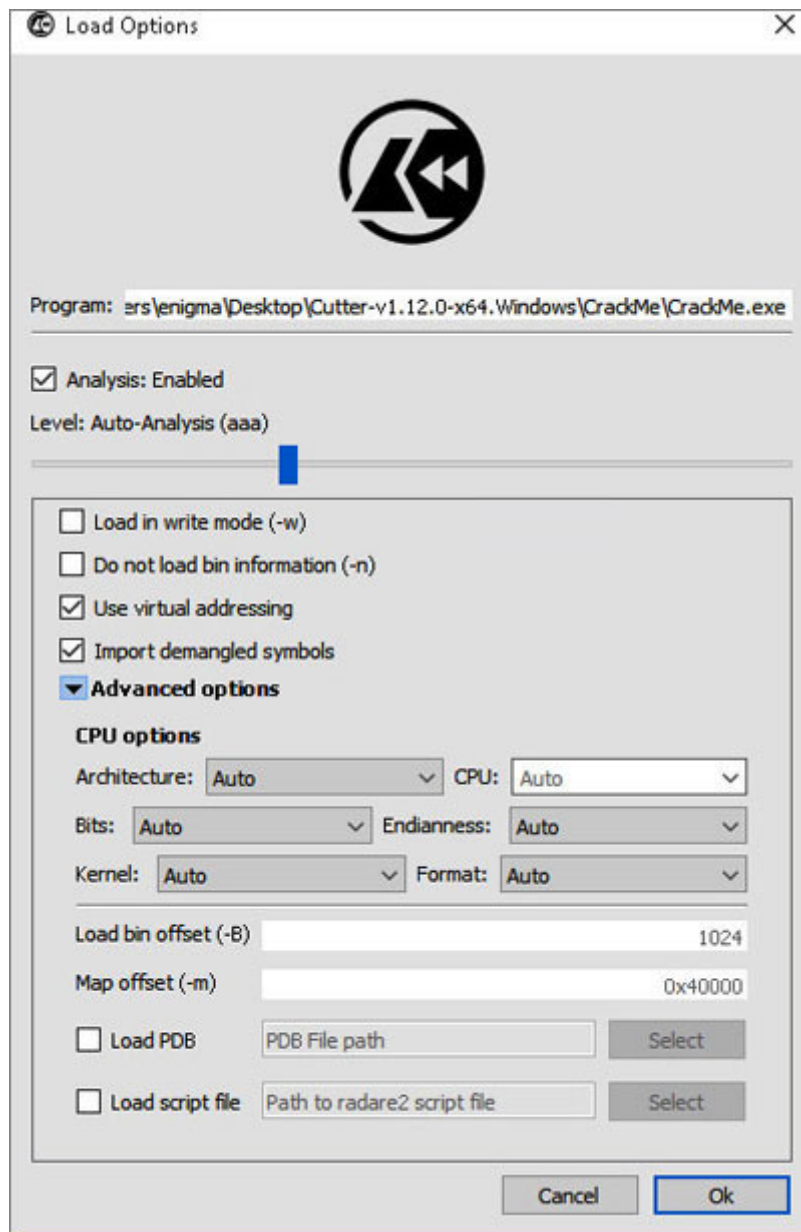 Load Options
Program: ers\enigma\Desktop\Cutter-v1.12.0-x64.Windows\CrackMe\CrackMe.exe
Analysis: Enabled
Level: Auto-Analysis (aaa)
Load in write mode (-w)
Do not load bin information (-n)
Use virtual addressing
Import demangled symbols
Advanced options
CPU options
Architecture: Auto CPU: Auto
Bits: Auto Endianness: Auto
Kernel: Auto Format: Auto
Load bin offset (-B) 1024
Map offset (-m) 0x40000
Load PDB PDB File path Select
Load script file Path to radare2 script file Select
Cancel Ok